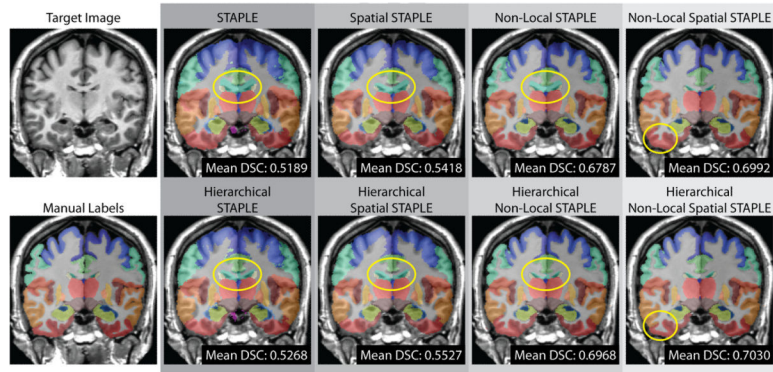 Target Image
STAPLE
Spatial STAPLE
Non-Local STAPLE
Non-Local Spatial STAPLE
Mean DSC: 0.5189
Mean DSC: 0.5418
Mean DSC: 0.6787
Mean DSC: 0.6992
Manual Labels
Hierarchical
STAPLE
Hierarchical
Spatial STAPLE
Hierarchical
Non-Local STAPLE
Hierarchical
Non-Local Spatial STAPLE
Mean DSC: 0.5268
Mean DSC: 0.5527
Mean DSC: 0.6968
Mean DSC: 0.7030